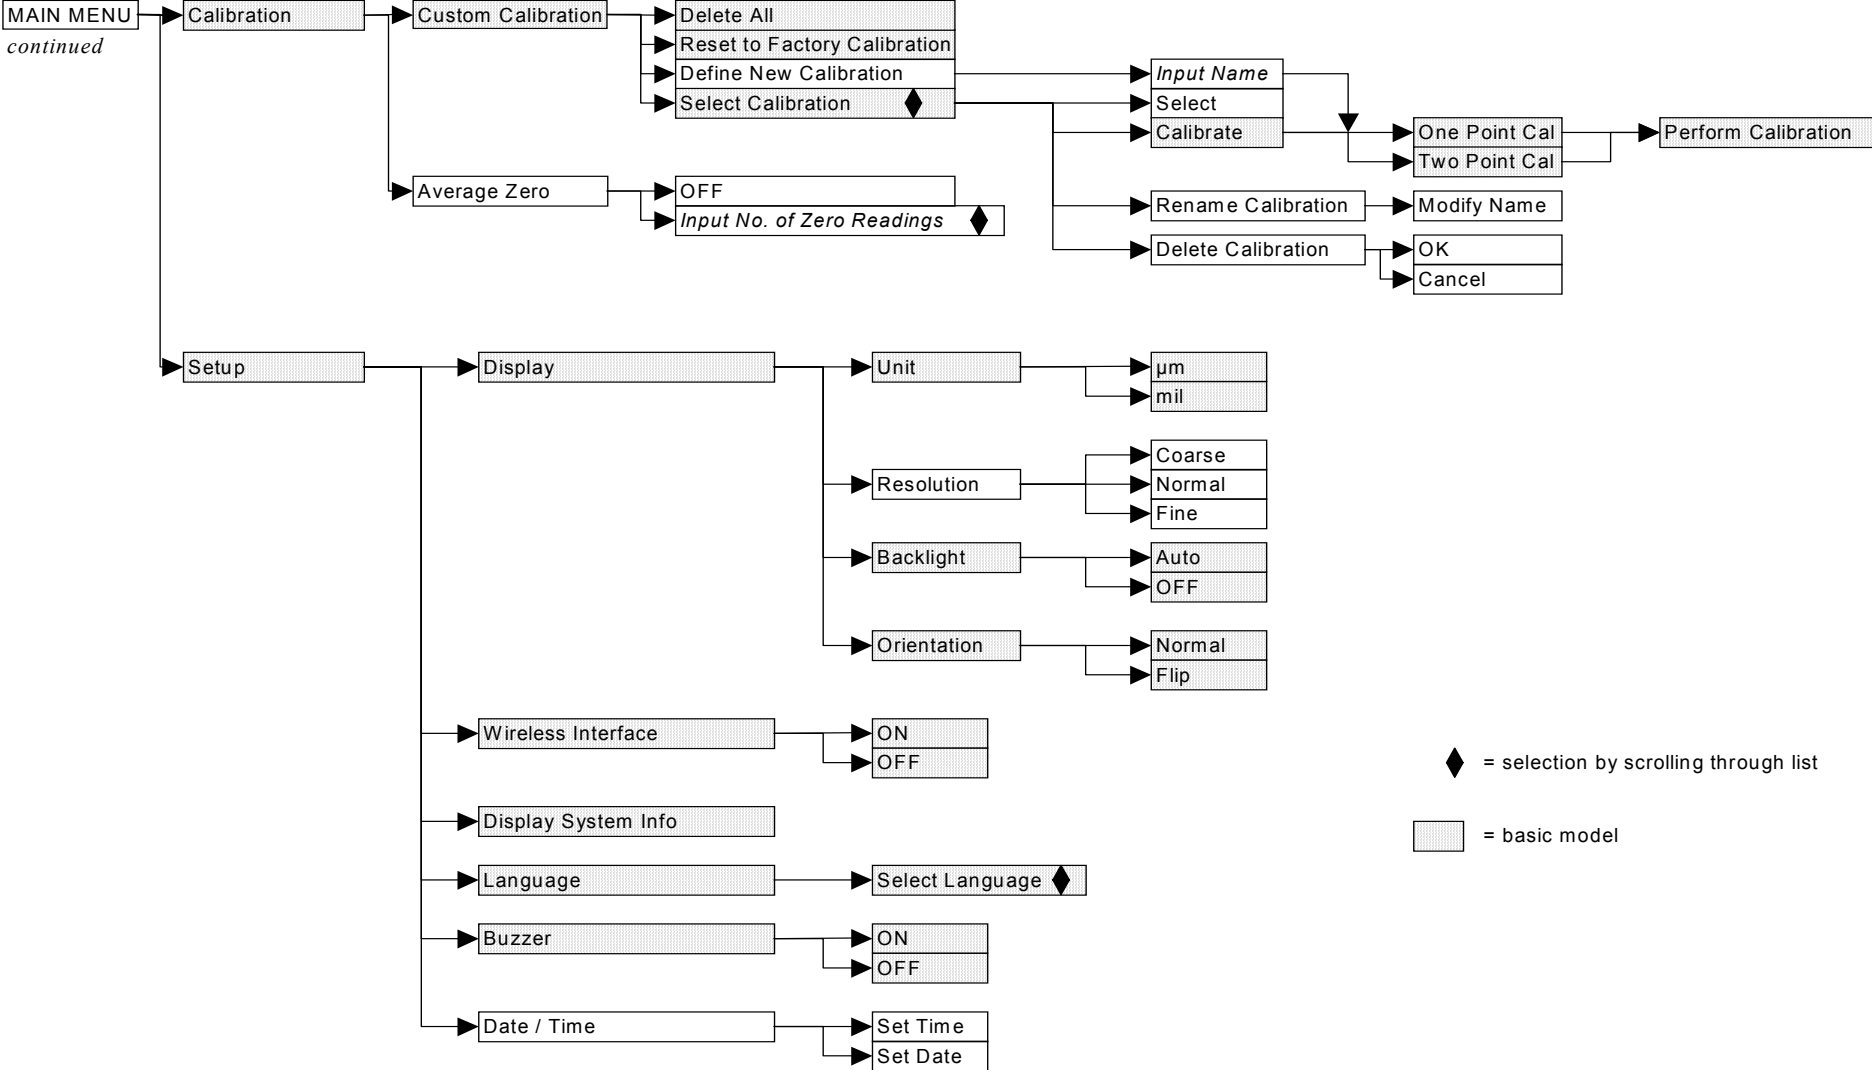 MAIN MENU
continued
Calibration
Custom Calibration
Delete All
Reset to Factory Calibration
Define New Calibration
Select Calibration
Input Name
Select
Calibrate
One Point Cal
Two Point Cal
Perform Calibration
Rename Calibration
Modify Name
Delete Calibration
OK
Cancel
Average Zero
OFF
Input No. of Zero Readings
Setup
Display
Unit
µm
mil
Resolution
Coarse
Normal
Fine
Backlight
Auto
OFF
Orientation
Normal
Flip
Wireless Interface
ON
OFF
Display System Info
Language
Select Language
Buzzer
ON
OFF
Date / Time
Set Time
Set Date
= selection by scrolling through list
= basic model